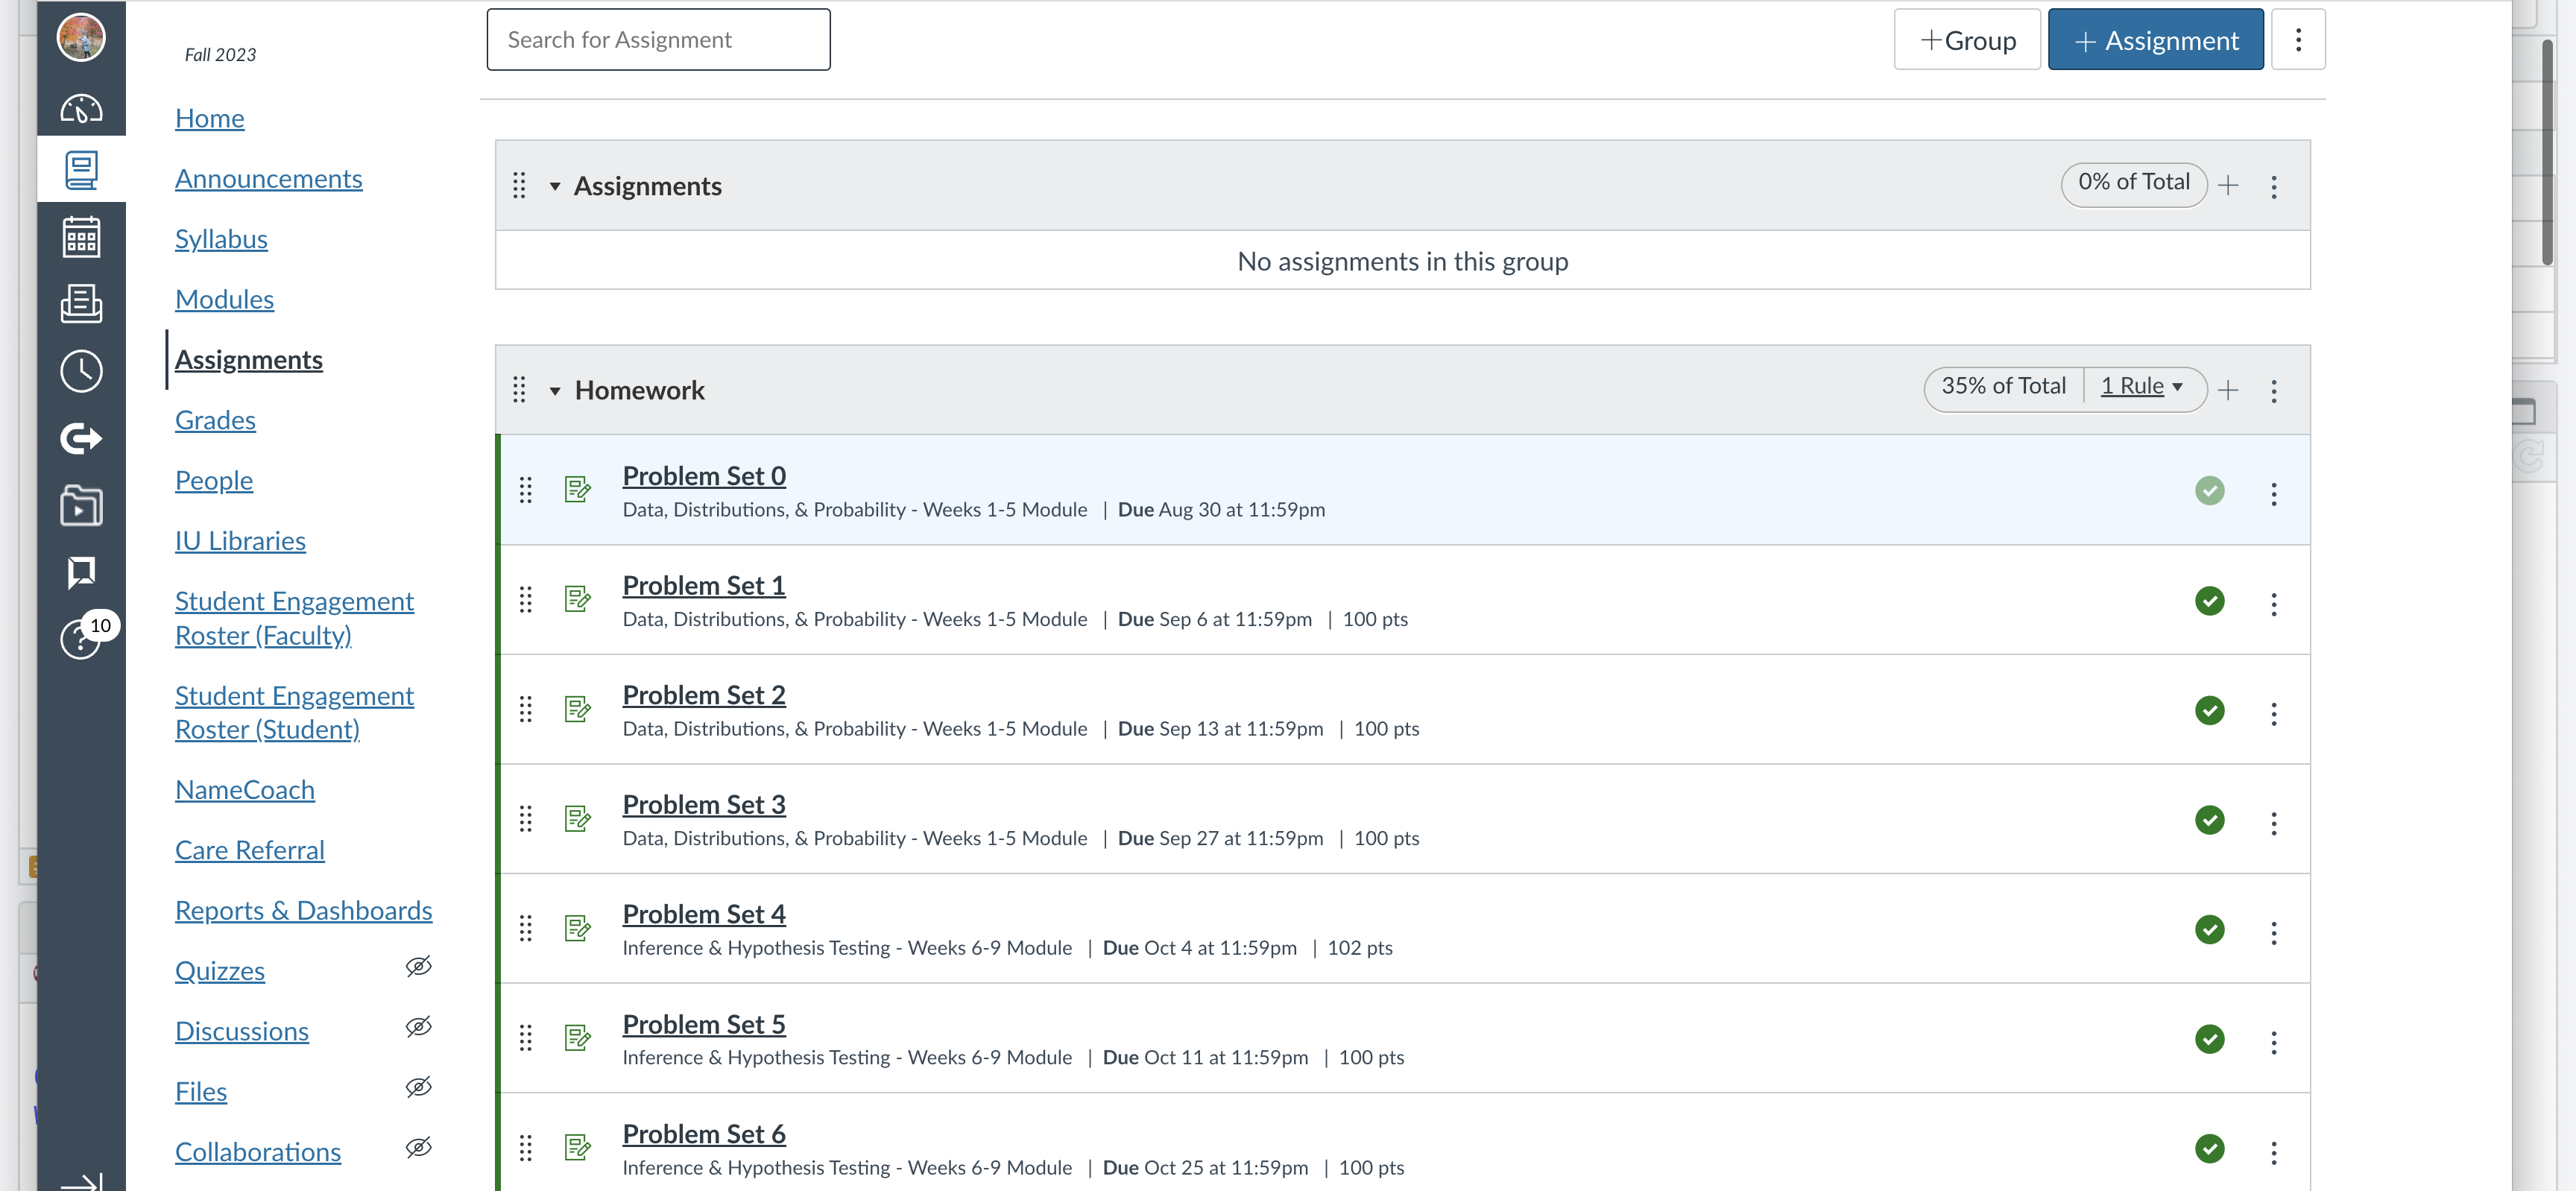 Fall 2023
Home
Announcements
Syllabus
Modules
Assignments
Grades
People
IU Libraries
Student Engagement
Roster (Faculty)
Student Engagement
Roster (Student)
NameCoach
Care Referral
Reports & Dashboards
Quizzes
Discussions
Files
Collaborations
10
Search for Assignment
+Group
+ Assignment
Assignments
0% of Total
No assignments in this group
Homework
35% of Total | 1 Rule
Problem Set 0
Data, Distributions, & Probability - Weeks 1-5 Module | Due Aug 30 at 11:59pm
Problem Set 1
Data, Distributions, & Probability - Weeks 1-5 Module | Due Sep 6 at 11:59pm | 100 pts
Problem Set 2
Data, Distributions, & Probability - Weeks 1-5 Module | Due Sep 13 at 11:59pm | 100 pts
Problem Set 3
Data, Distributions, & Probability - Weeks 1-5 Module | Due Sep 27 at 11:59pm | 100 pts
Problem Set 4
Inference & Hypothesis Testing - Weeks 6-9 Module | Due Oct 4 at 11:59pm | 102 pts
Problem Set 5
Inference & Hypothesis Testing - Weeks 6-9 Module | Due Oct 11 at 11:59pm | 100 pts
Problem Set 6
Inference & Hypothesis Testing - Weeks 6-9 Module | Due Oct 25 at 11:59pm | 100 pts